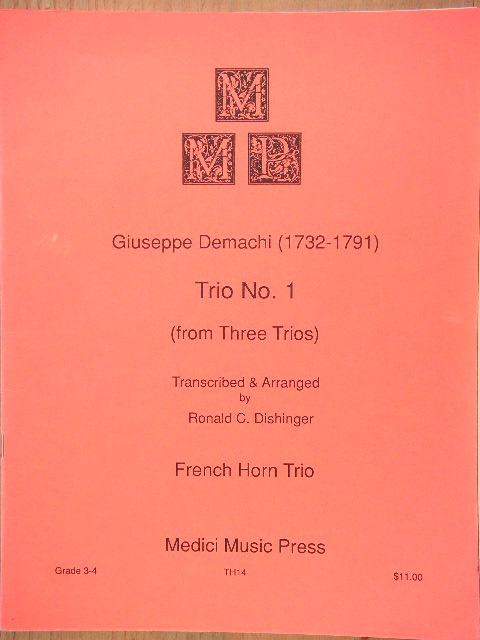 M
M P
Giuseppe Demachi (1732-1791)
Trio No. 1
(from Three Trios)
Transcribed & Arranged
by
Ronald C. Dishinger
French Horn Trio
Medici Music Press
Grade 3-4 TH14 $11.00